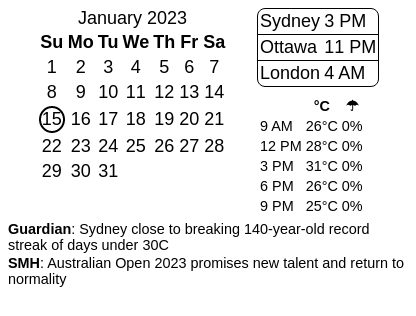 January 2023
Su Mo Tu We Th Fr Sa
1 2 3 4 5 6 7
8 9 10 11 12 13 14
15 16 17 18 19 20 21
22 23 24 25 26 27 28
29 30 31
Sydney 3 PM
Ottawa 11 PM
London 4 AM
°C ☂
9 AM 26°C 0%
12 PM 28°C 0%
3 PM 31°C 0%
6 PM 26°C 0%
9 PM 25°C 0%
Guardian: Sydney close to breaking 140-year-old record
streak of days under 30C
SMH: Australian Open 2023 promises new talent and return to
normality